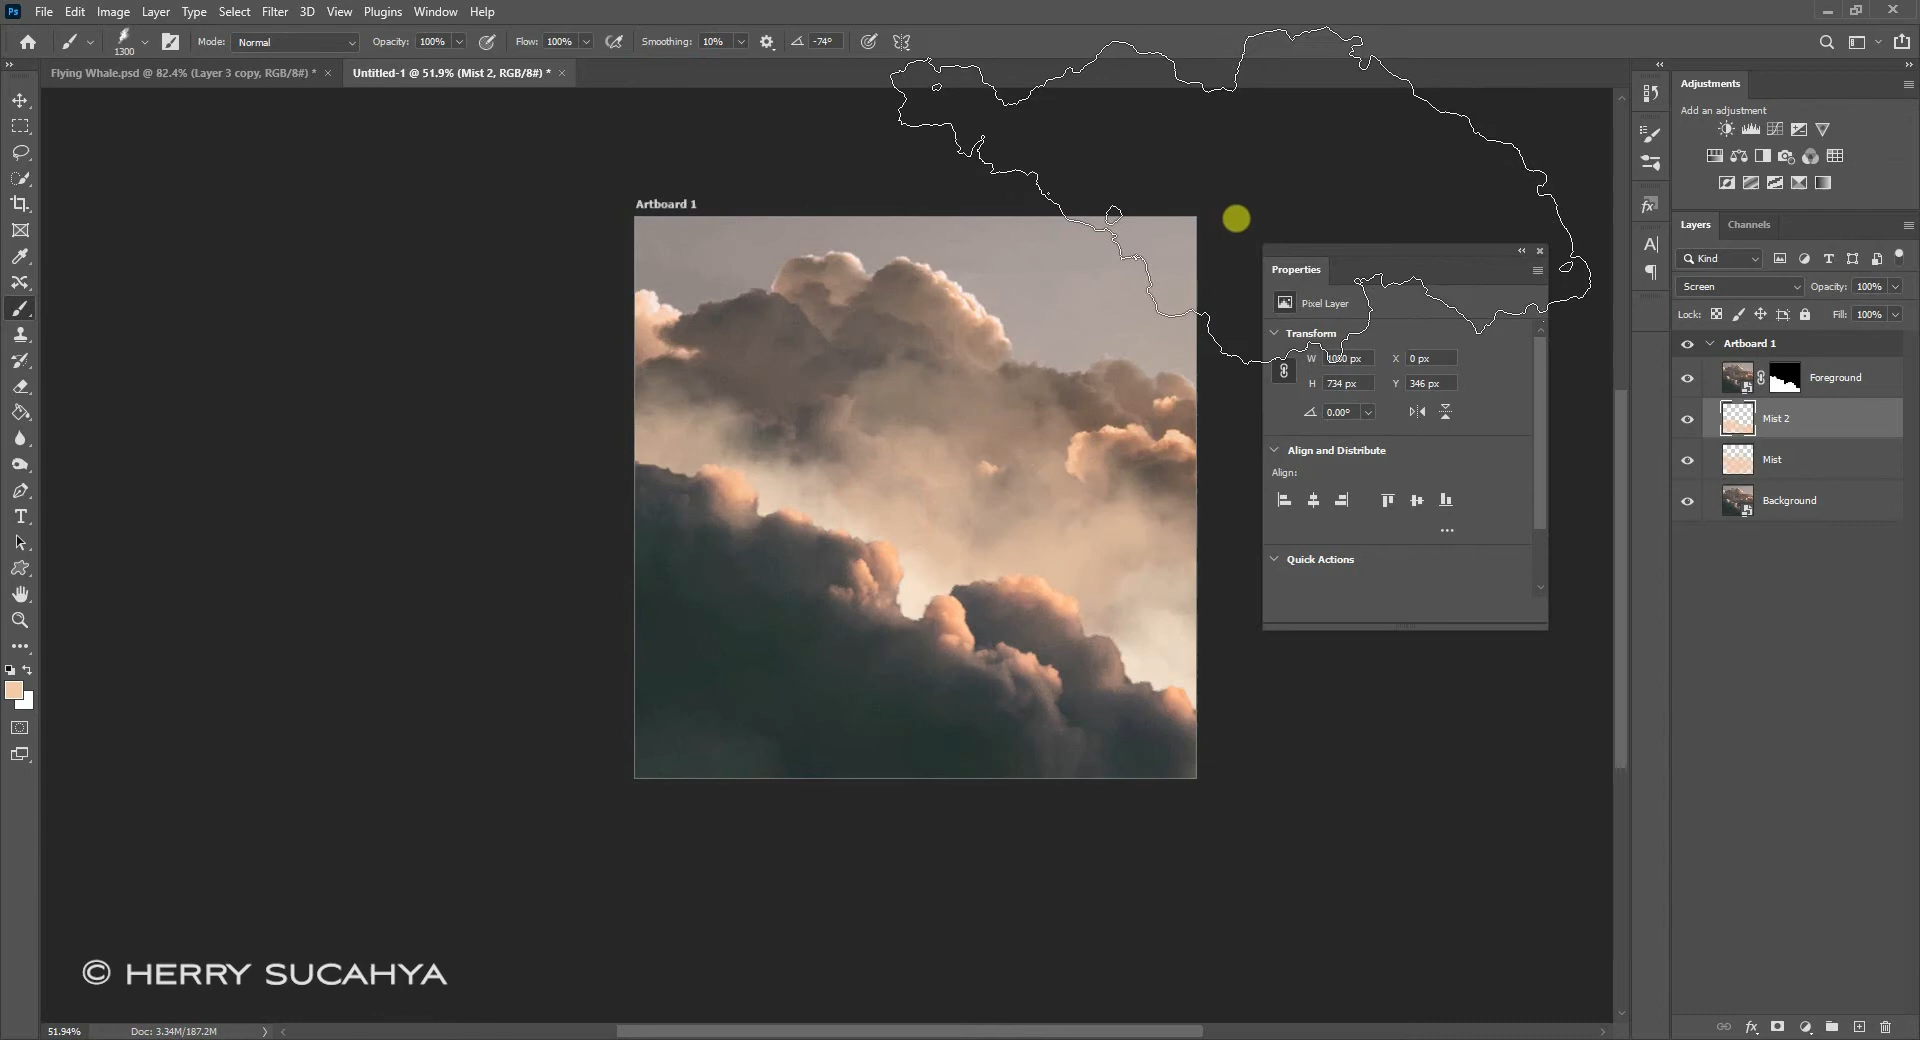 Ps File Edit Image Layer Type Select Filter 3D View Plugins Window Help
1300 Mode: Normal Opacity: 100% Flow: 100% Smoothing: 10% -74°
Flying Whale.psd @ 82.4% (Layer 3 copy, RGB/8#) * × Untitled-1 @ 51.9% (Mist 2, RGB/8#) * ×
Artboard 1
Properties
Pixel Layer
Transform
W 1080 px X 0 px
H 734 px Y 346 px
0.00°
Align and Distribute
Align:
Quick Actions
Adjustments
Add an adjustment
Layers Channels
Kind
Screen Opacity: 100%
Lock: Fill: 100%
Artboard 1
Foreground
Mist 2
Mist
Background
© HERRY SUCAHYA
51.94% Doc: 3.34M/187.2M